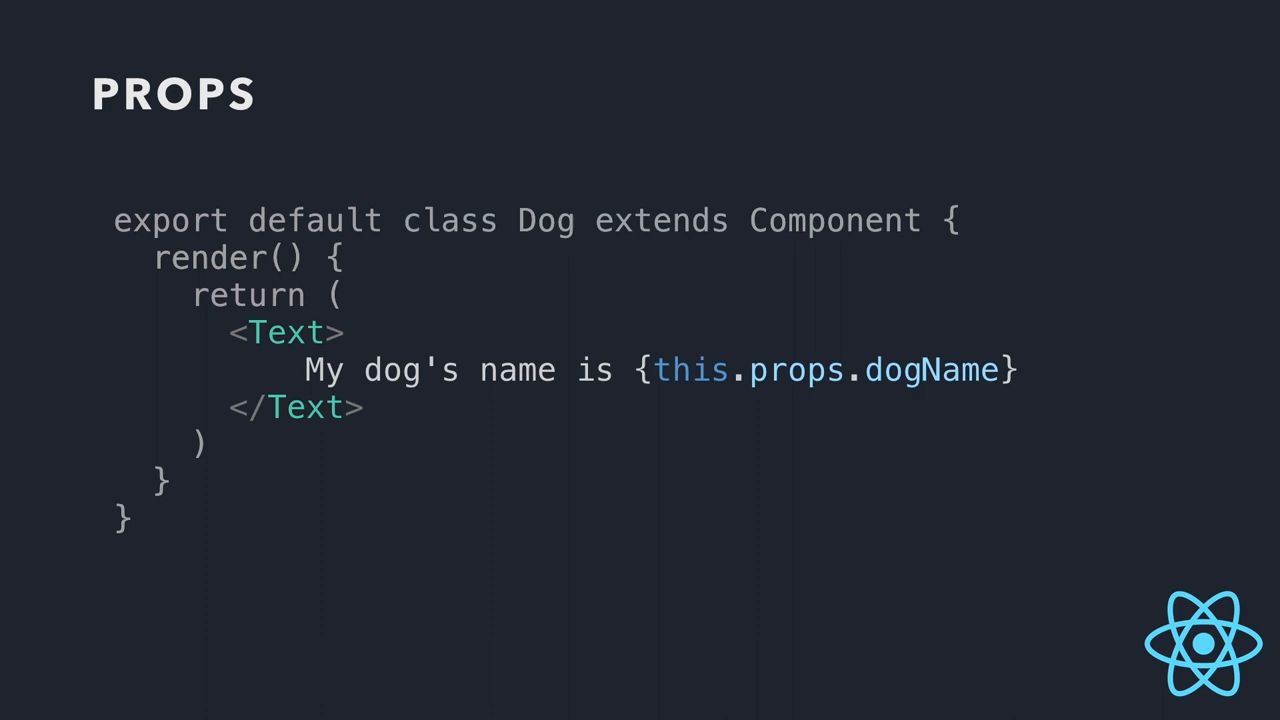 PROPS
export default class Dog extends Component {
  render() {
    return (
      <Text>
          My dog's name is {this.props.dogName}
      </Text>
    )
  }
}